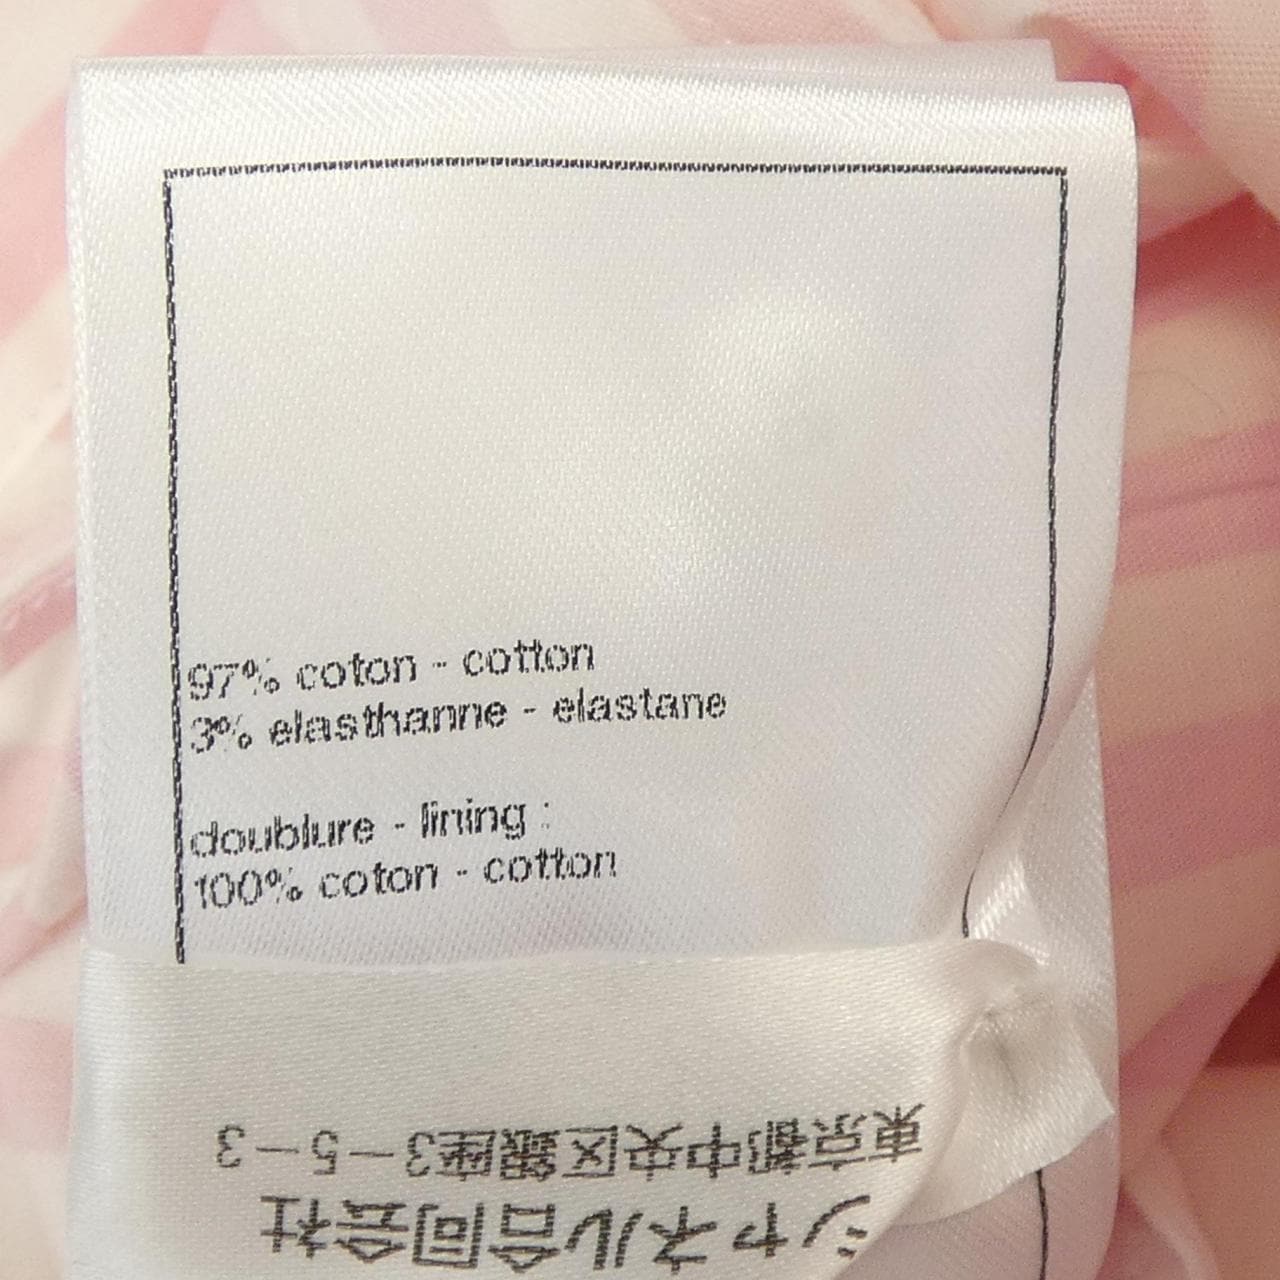 97% coton - cotton
3% elasthanne - elastane
doublure - lining :
100% coton - cotton
シャネル合同会社
東京都中央区銀座3－5－3